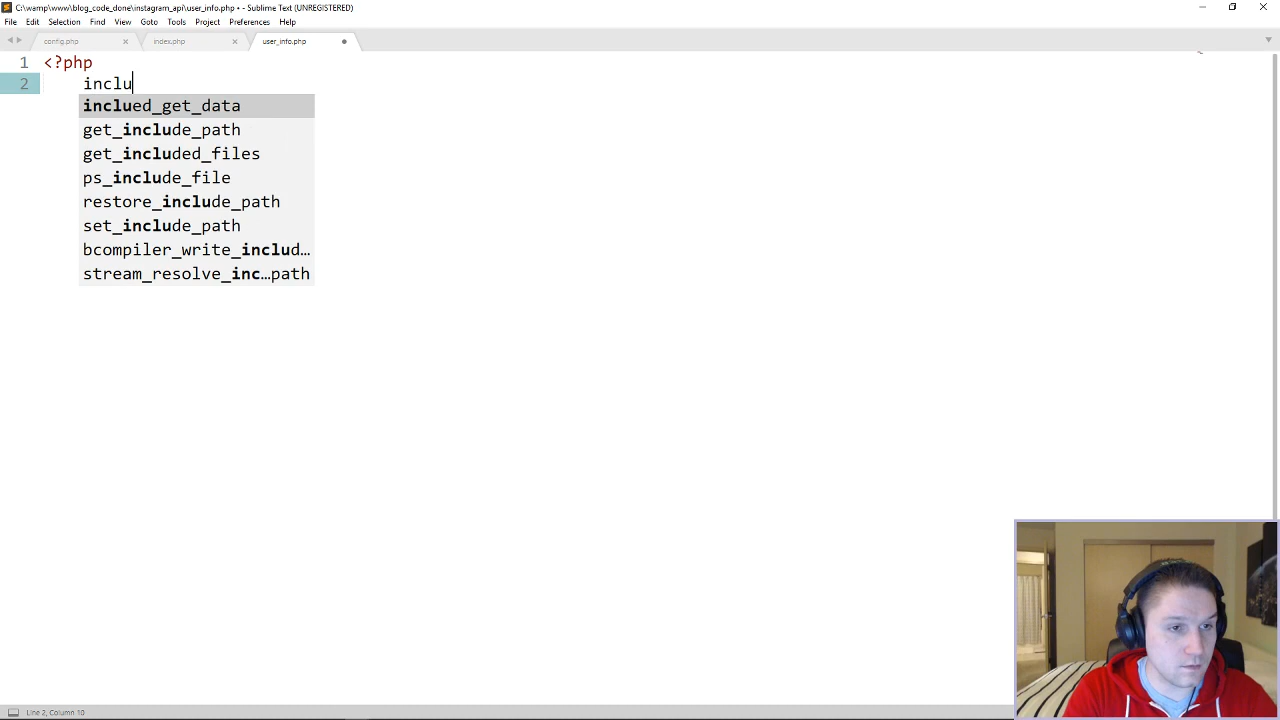 C:\wamp\www\blog_code_done\instagram_api\user_info.php • - Sublime Text (UNREGISTERED)
File Edit Selection Find View Goto Tools Project Preferences Help
config.php index.php user_info.php
1 <?php
2 inclu
inclued_get_data
get_include_path
get_included_files
ps_include_file
restore_include_path
set_include_path
bcompiler_write_includ…
stream_resolve_inc…path
Line 2, Column 10